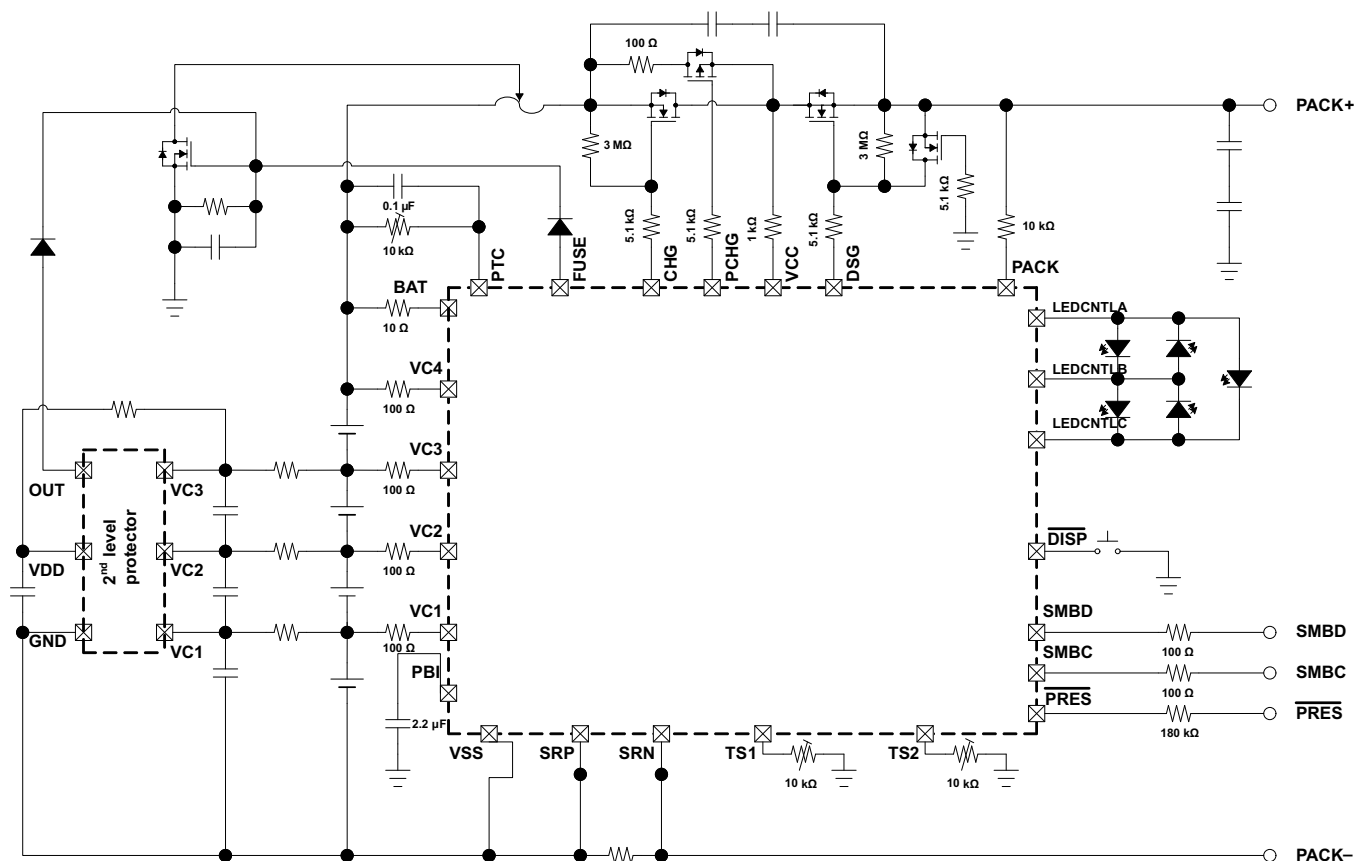 100 Ω
PACK+
3 MΩ
3 MΩ
0.1 µF
10 kΩ
5.1 kΩ
5.1 kΩ
1 kΩ
5.1 kΩ
5.1 kΩ
10 kΩ
PTC
FUSE
CHG
PCHG
VCC
DSG
PACK
BAT
10 Ω
LEDCNTLA
VC4
100 Ω
LEDCNTLB
LEDCNTLC
VC3
100 Ω
OUT
VC3
2nd level
protector
VC2
100 Ω
DISP
VDD
VC2
VC1
100 Ω
SMBD
SMBD
100 Ω
GND
VC1
SMBC
SMBC
100 Ω
PBI
PRES
PRES
180 kΩ
2.2 µF
VSS
SRP
SRN
TS1
10 kΩ
TS2
10 kΩ
PACK–